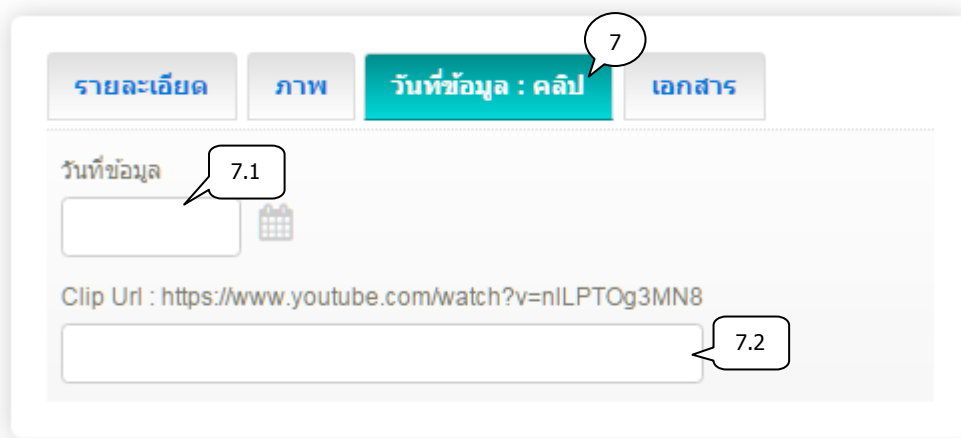 7
รายละเอียด ภาพ วันที่ข้อมูล : คลิป เอกสาร
วันที่ข้อมูล 7.1
Clip Url : https://www.youtube.com/watch?v=nILPTOg3MN8
7.2